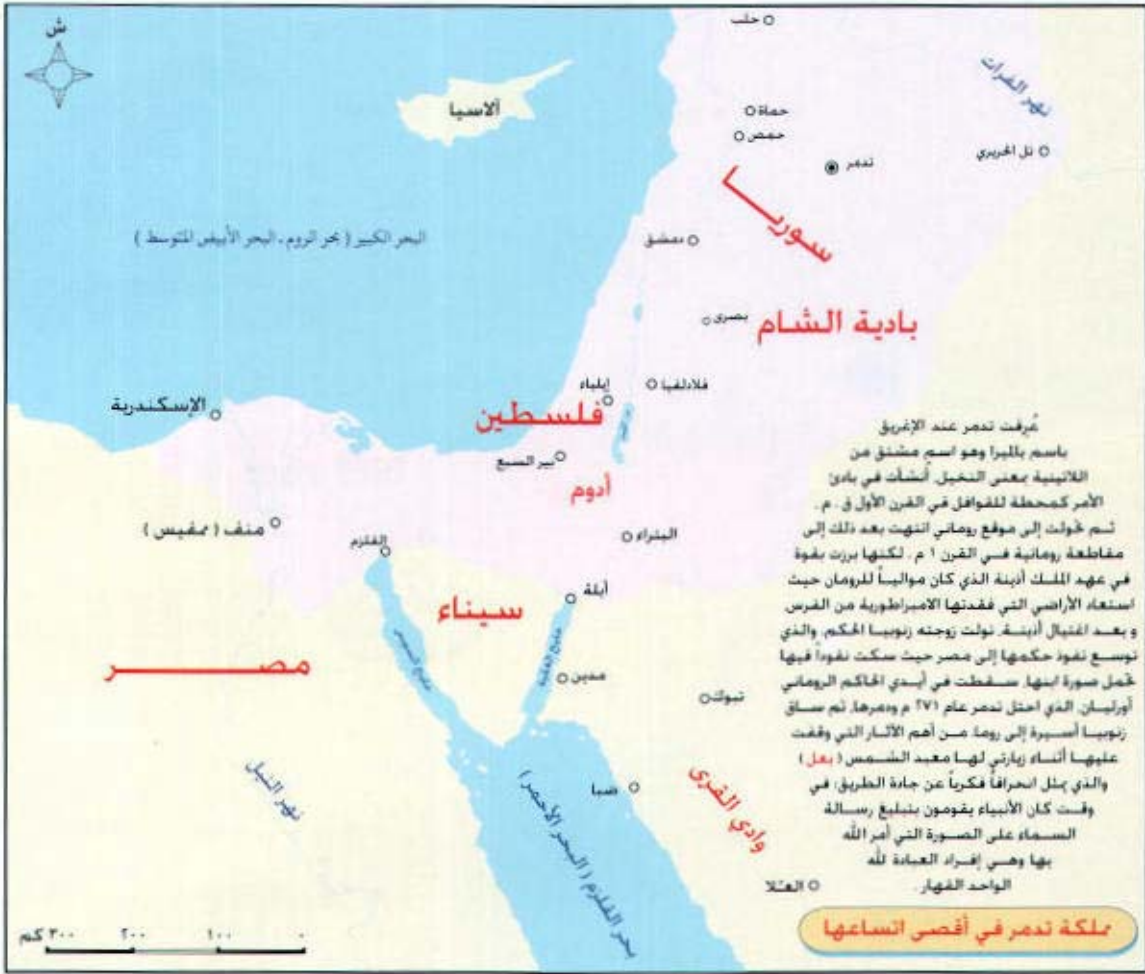 ش
حلب
نهر الفرات
ألاسيا
حماة
حمص
تدمر
تل الحريري
سوريا
البحر الكبير ( بحر الروم ـ البحر الأبيض المتوسط )
دمشق
بصرى
بادية الشام
فلادلفيا
إيلياء
الإسكندرية
فلسطين
بير السبع
أدوم
منف ( ممفيس )
القلزم
البتراء
سيناء
أيلة
خليج العقبة
مدين
مصر
تبوك
نهر النيل
ضبا
وادي القرى
بحر القلزم ( البحر الأحمر )
العلا
عُرفت تدمر عند الإغريق
باسم بالميرا وهو اسم مشتق من
اللاتينية بمعنى النخيل. أنشأت في بادئ
الأمر كمحطة للقوافل في القرن الأول ق . م .
ثم تحولت إلى موقع روماني انتهت بعد ذلك إلى
مقاطعة رومانية في القرن ١ م . لكنها برزت بقوة
في عهد الملك أذينة الذي كان موالياً للرومان حيث
استعاد الأراضي التي فقدتها الامبراطورية من الفرس
و بعد اغتيال أذينة، تولت زوجته زنوبيا الحكم، والذي
توسع نفوذ حكمها إلى مصر حيث سكت نقوداً فيها
تحمل صورة ابنها. سقطت في أيدي الحاكم الروماني
أورليان. الذي احتل تدمر عام ٢٧١ م ودمرها. ثم ساق
زنوبيا أسيرة إلى روما. من أهم الآثار التي وقفت
عليها أثناء زيارتي لها معبد الشمس ( بعل )
والذي يمثل انحرافاً فكرياً عن جادة الطريق؛ في
وقت كان الأنبياء يقومون بتبليغ رسالة
السماء على الصورة التي أمر الله
بها وهي إفراد العبادة لله
الواحد القهار .
مملكة تدمر في أقصى اتساعها
٣٠٠ كم ٢٠٠ ١٠٠ ٠